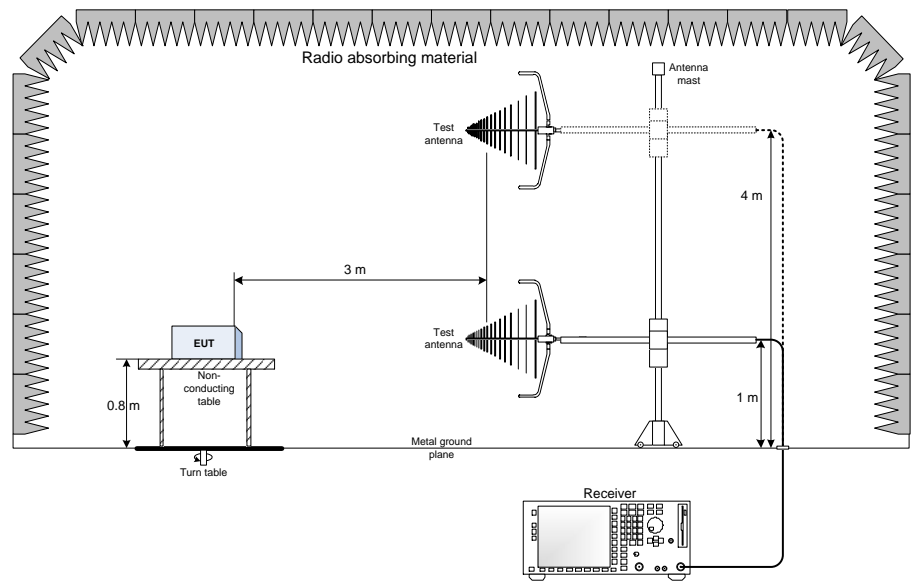 Radio absorbing material
Antenna
mast
Test
antenna
4 m
3 m
Test
antenna
EUT
Non-
conducting
table
0.8 m
1 m
Metal ground
plane
Turn table
Receiver